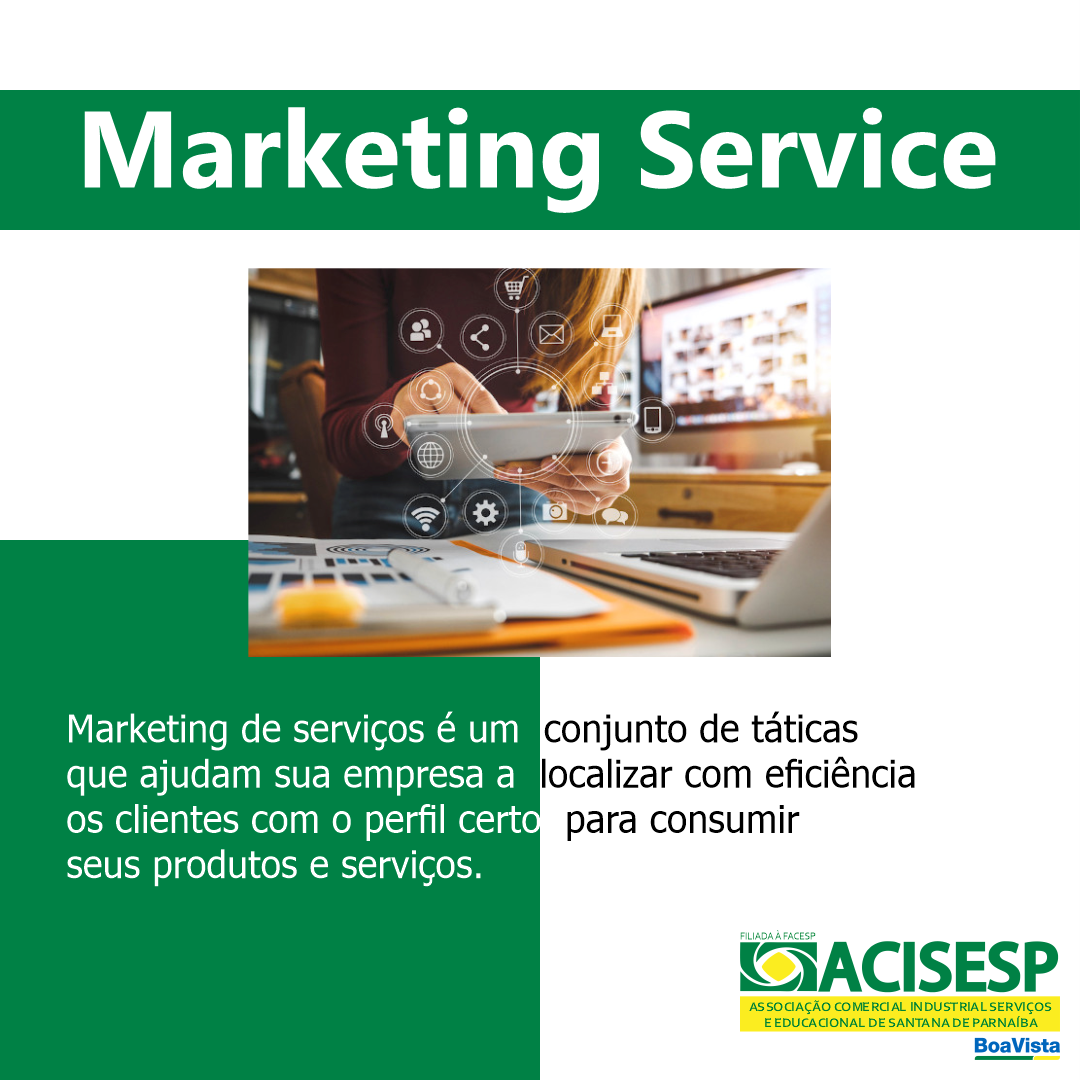 Marketing Service
Marketing de serviços é um conjunto de táticas
que ajudam sua empresa a localizar com eficiência
os clientes com o perfil certo para consumir
seus produtos e serviços.
FILIADA À FACESP
ACISESP
ASSOCIAÇÃO COMERCIAL INDUSTRIAL SERVIÇOS
E EDUCACIONAL DE SANTANA DE PARNAÍBA
BoaVista